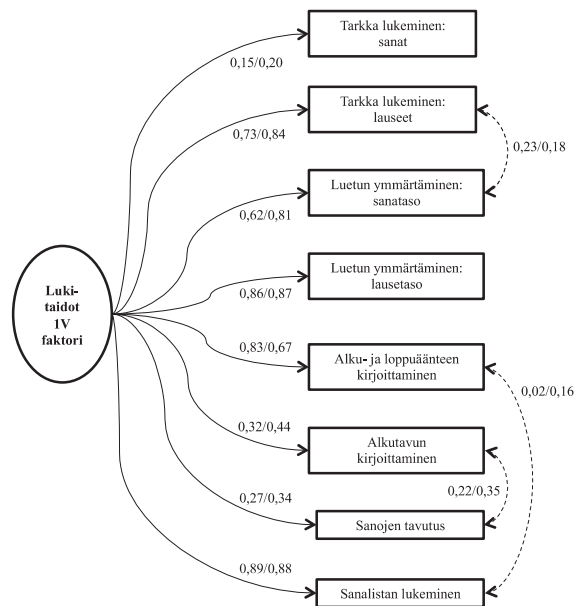 Tarkka lukeminen:
sanat
0,15/0,20
Tarkka lukeminen:
lauseet
0,73/0,84
0,23/0,18
Luetun ymmärtäminen:
sanataso
0,62/0,81
Luki-
taidot
1V
faktori
Luetun ymmärtäminen:
lausetaso
0,86/0,87
0,83/0,67
Alku- ja loppuäänteen
kirjoittaminen
0,02/0,16
0,32/0,44
Alkutavun
kirjoittaminen
0,22/0,35
0,27/0,34
Sanojen tavutus
0,89/0,88
Sanalistan lukeminen